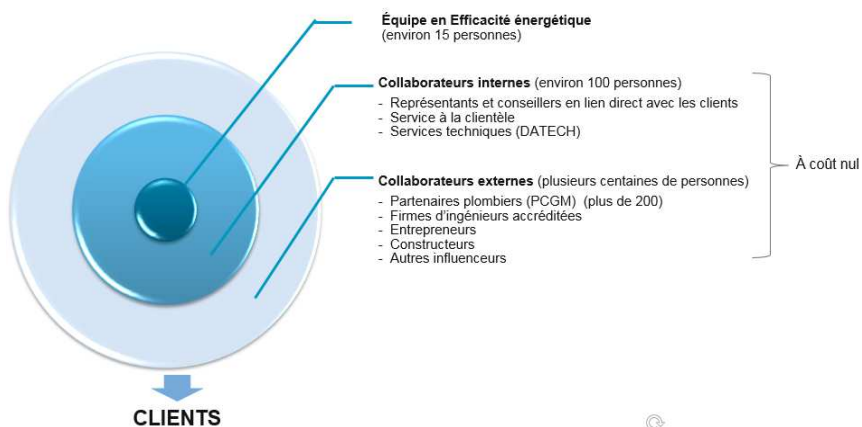 Équipe en Efficacité énergétique
(environ 15 personnes)
Collaborateurs internes (environ 100 personnes)
- Représentants et conseillers en lien direct avec les clients
- Service à la clientèle
- Services techniques (DATECH)
À coût nul
Collaborateurs externes (plusieurs centaines de personnes)
- Partenaires plombiers (PCGM) (plus de 200)
- Firmes d'ingénieurs accréditées
- Entrepreneurs
- Constructeurs
- Autres influenceurs
CLIENTS